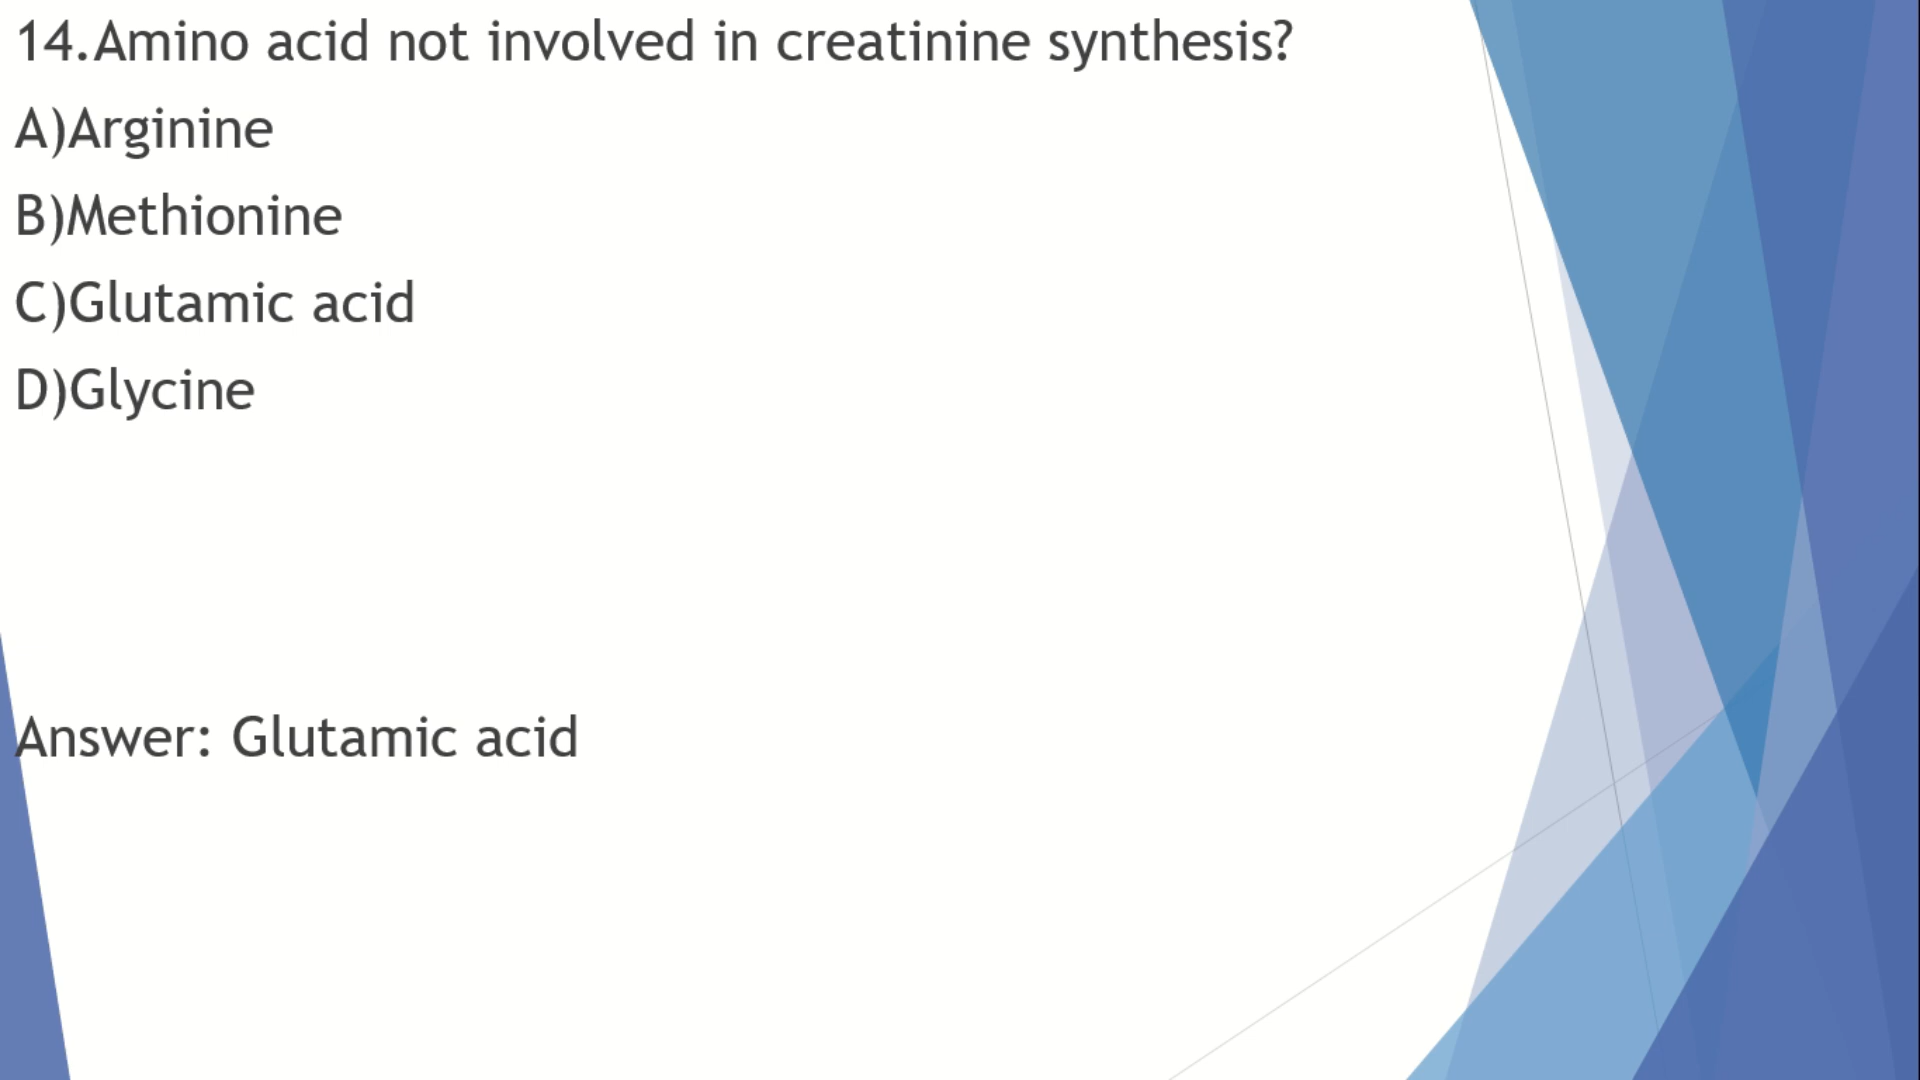 14.Amino acid not involved in creatinine synthesis?
A)Arginine
B)Methionine
C)Glutamic acid
D)Glycine
Answer: Glutamic acid